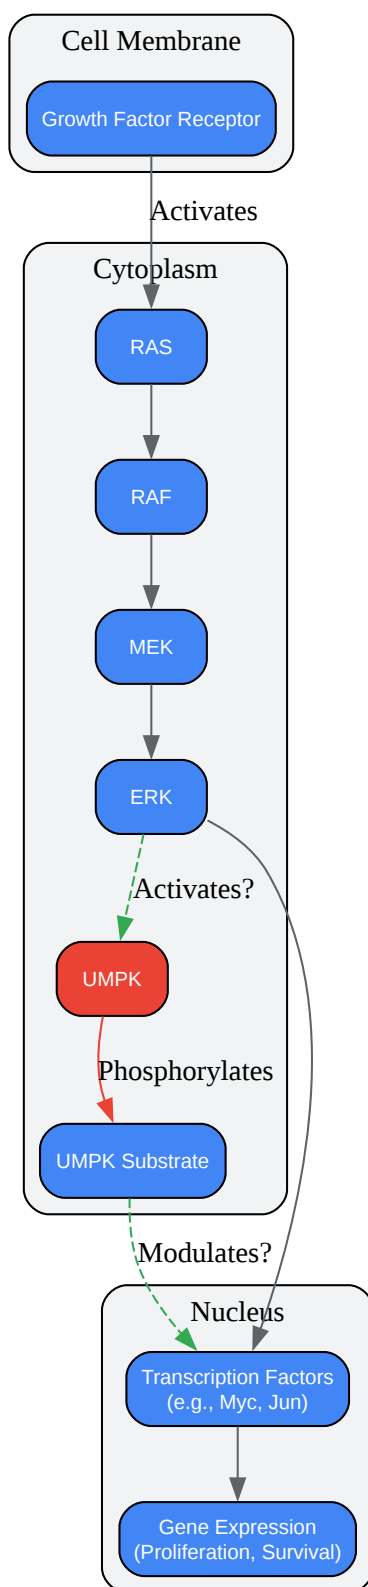 Cell Membrane
Growth Factor Receptor
Activates
Cytoplasm
RAS
RAF
MEK
ERK
Activates?
UMPK
Phosphorylates
UMPK Substrate
Modulates?
Nucleus
Transcription Factors
(e.g., Myc, Jun)
Gene Expression
(Proliferation, Survival)